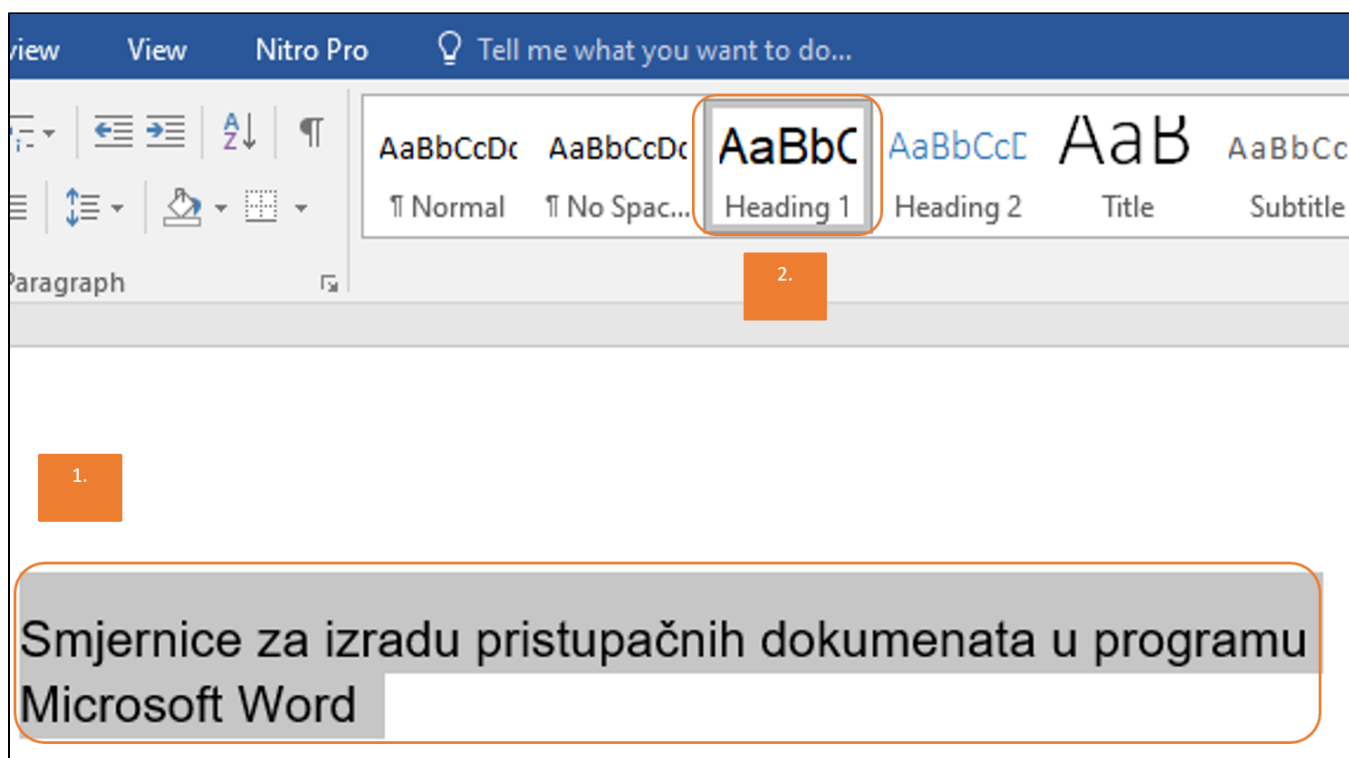 view View Nitro Pro Tell me what you want to do...
AaBbCcDc AaBbCcDc AaBbC AaBbCcD AaB AaBbCc
¶ Normal ¶ No Spac... Heading 1 Heading 2 Title Subtitle
Paragraph
2.
1.
Smjernice za izradu pristupačnih dokumenata u programu
Microsoft Word